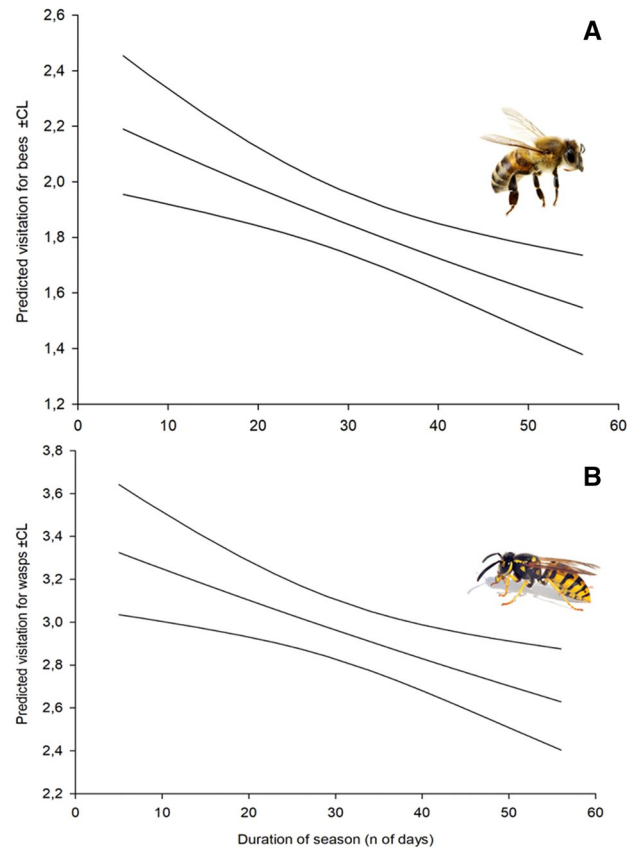 A
Predicted visitation for bees ±CL
2,6
2,4
2,2
2,0
1,8
1,6
1,4
1,2
0 10 20 30 40 50 60
B
Predicted visitation for wasps ±CL
3,8
3,6
3,4
3,2
3,0
2,8
2,6
2,4
2,2
0 10 20 30 40 50 60
Duration of season (n of days)